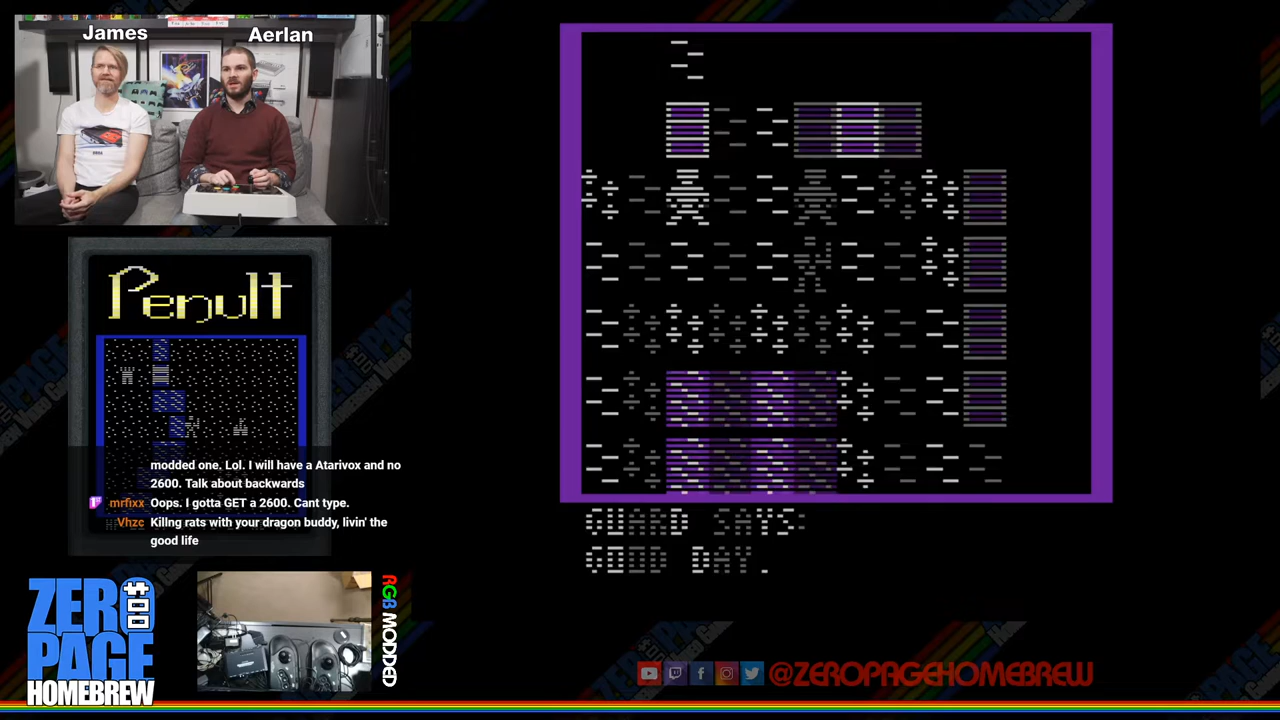 James
Aerlan
Penult
modded one. Lol. I will have Atarivox and no
2600. Talk about backwards
mrfixx Oops. I gotta GET a 2600. Cant type.
Vhzc Killng rats with your dragon buddy, livin' the
good life
ZERO
PAGE
HOMEBREW
RGB MODDED
SAYS:
GOOD DAY.
@ZEROPAGEHOMEBREW